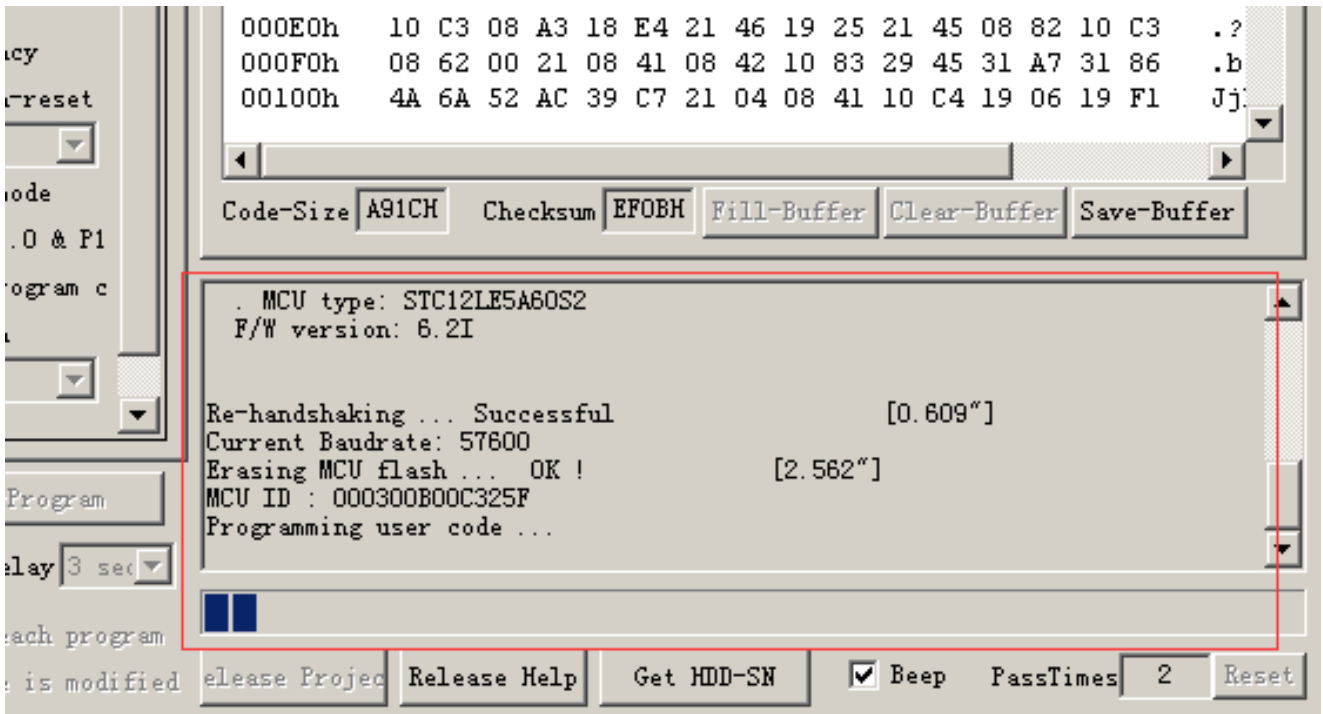 000E0h 10 C3 08 A3 18 E4 21 46 19 25 21 45 08 82 10 C3 .?
000F0h 08 62 00 21 08 41 08 42 10 83 29 45 31 A7 31 86 .b
00100h 4A 6A 52 AC 39 C7 21 04 08 41 10 C4 19 06 19 F1 Jj
-reset
.0 & P1
Code-Size A91CH Checksum EF0BH Fill-Buffer Clear-Buffer Save-Buffer
. MCU type: STC12LE5A60S2
F/W version: 6.2I
Re-handshaking ... Successful [0.609"]
Current Baudrate: 57600
Erasing MCU flash ... OK ! [2.562"]
MCU ID : 000300B00C325F
Programming user code ...
Program
elay 3 sec
each program
is modified
elease Projec Release Help Get HDD-SN Beep PassTimes 2 Reset